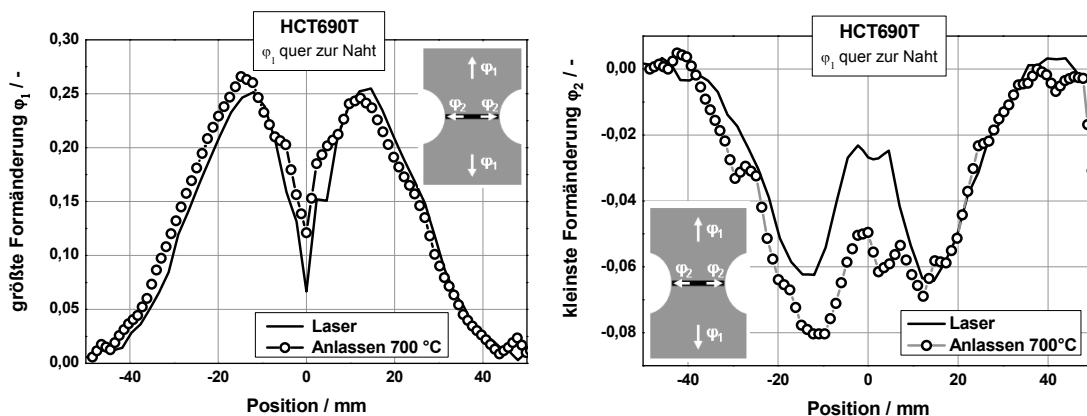 HCT690T
φ1 quer zur Naht
größte Formänderung φ1 / -
0,30
0,25
0,20
0,15
0,10
0,05
0,00
φ1
φ2 φ2
φ1
Laser
Anlassen 700 °C
-40 -20 0 20 40
Position / mm
HCT690T
φ1 quer zur Naht
kleinste Formänderung φ2 / -
0,00
-0,02
-0,04
-0,06
-0,08
φ1
φ2 φ2
φ1
Laser
Anlassen 700°C
-40 -20 0 20 40
Position / mm